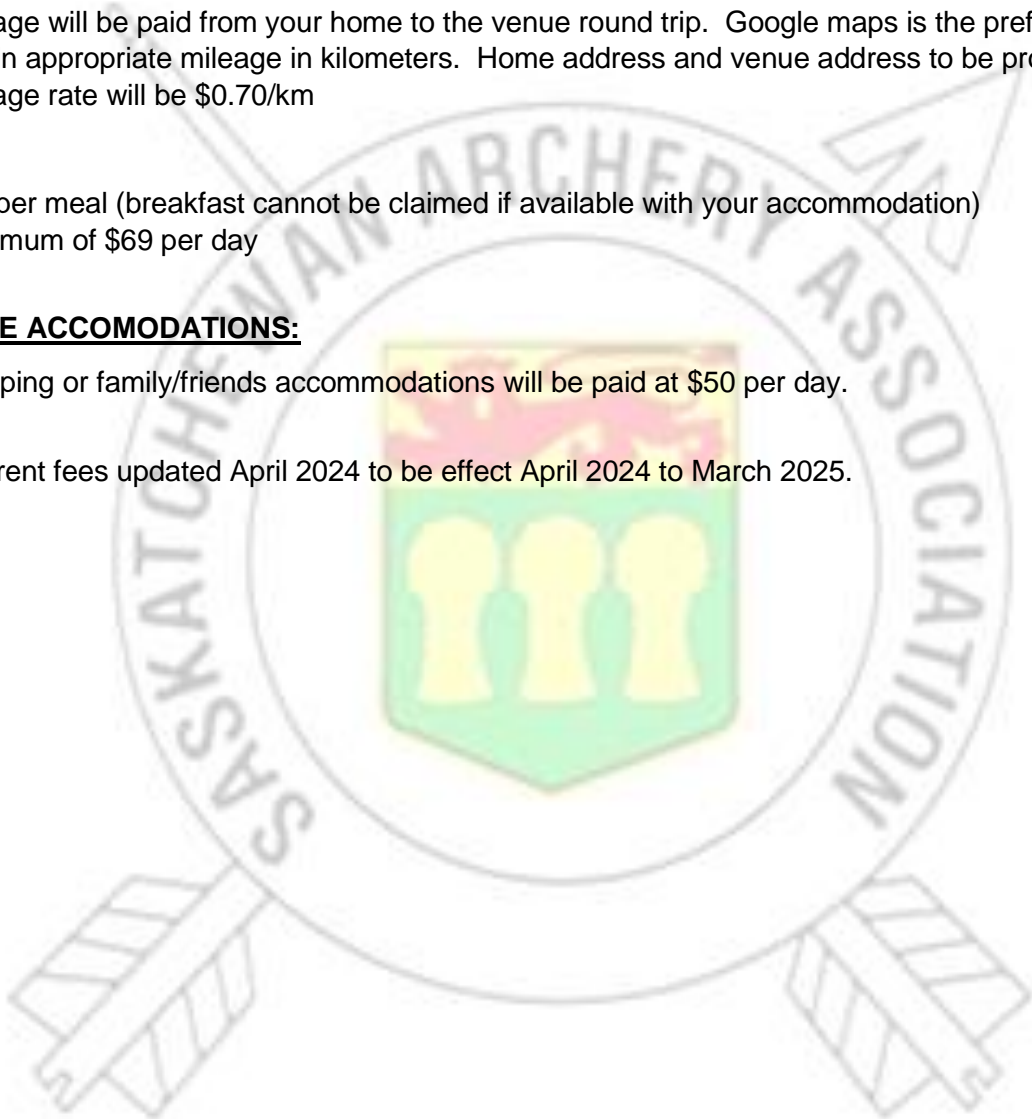 age will be paid from your home to the venue round trip. Google maps is the pref
n appropriate mileage in kilometers. Home address and venue address to be pro
age rate will be $0.70/km
per meal (breakfast cannot be claimed if available with your accommodation)
mum of $69 per day
E ACCOMODATIONS:
ping or family/friends accommodations will be paid at $50 per day.
rent fees updated April 2024 to be effect April 2024 to March 2025.
SASKATCHEWAN ARCHERY ASSOCIATION